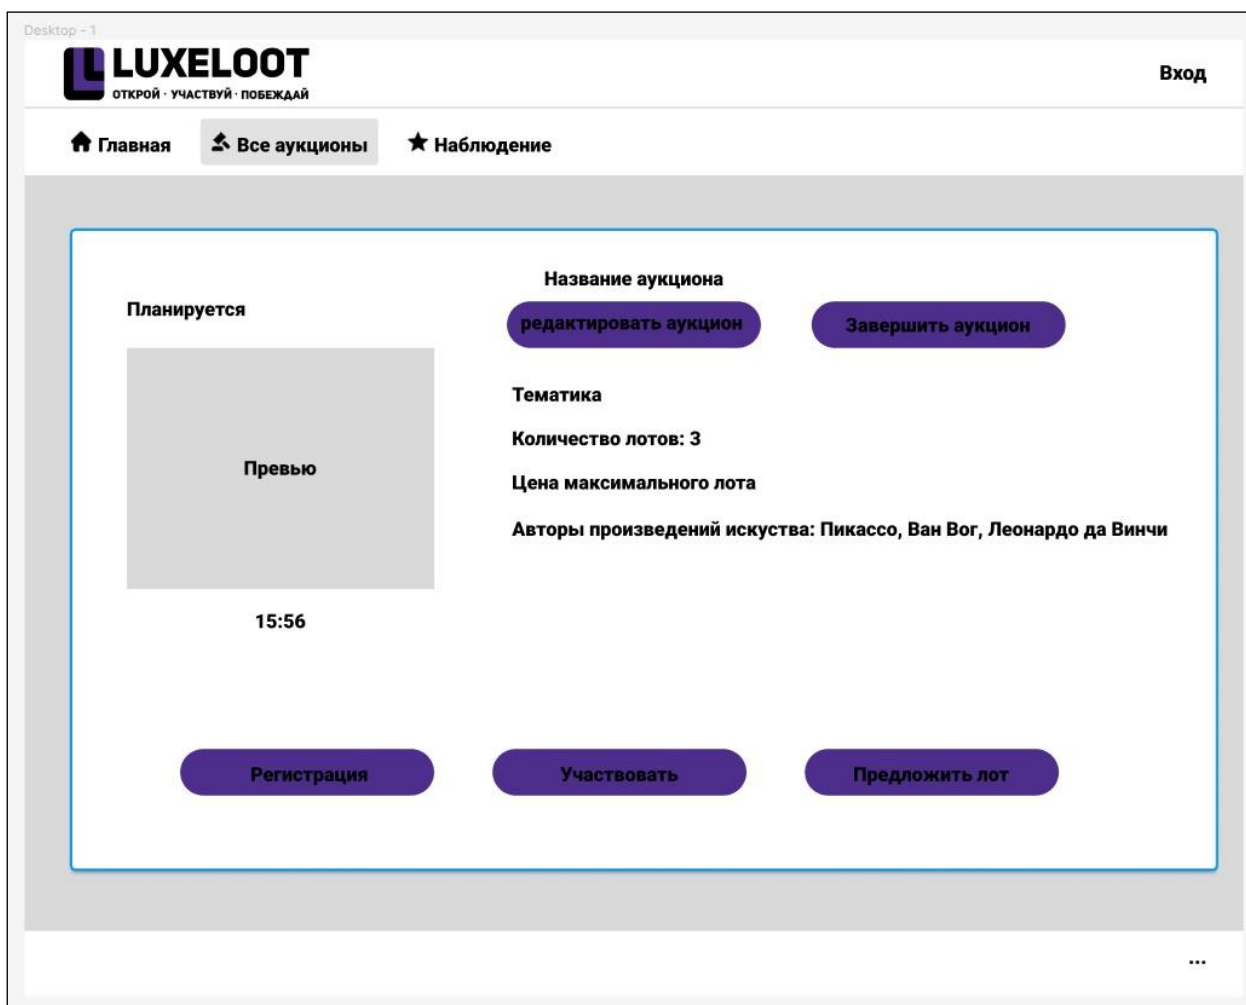 Desktop – 1
LUXELOOT
ОТКРОЙ · УЧАСТВУЙ · ПОБЕЖДАЙ
Вход
Главная
Все аукционы
Наблюдение
Название аукциона
Планируется
редактировать аукцион
Завершить аукцион
Тематика
Количество лотов: 3
Превью
Цена максимального лота
Авторы произведений искуства: Пикассо, Ван Вог, Леонардо да Винчи
15:56
Регистрация
Участвовать
Предложить лот
...